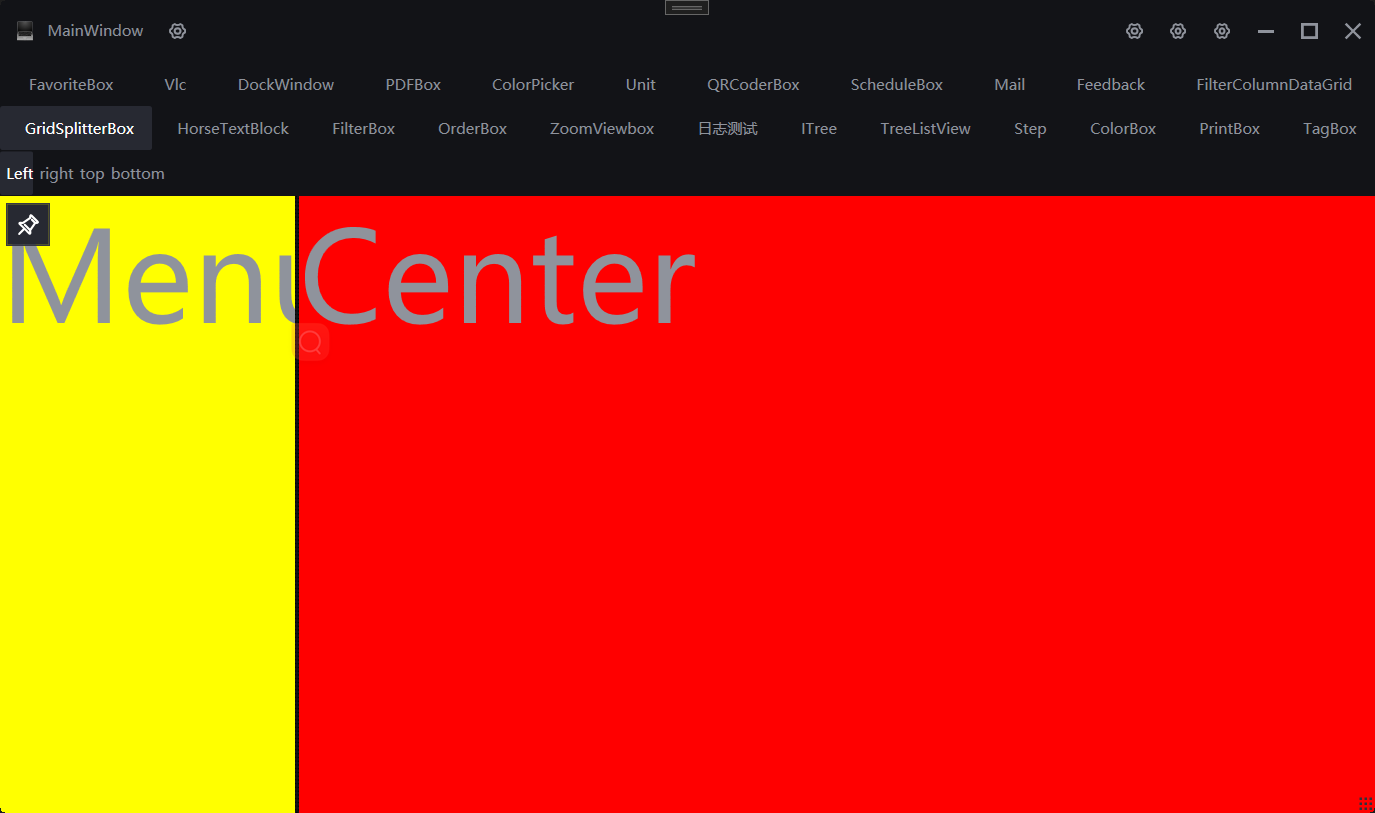 MainWindow
FavoriteBox Vlc DockWindow PDFBox ColorPicker Unit QRCoderBox ScheduleBox Mail Feedback FilterColumnDataGrid
GridSplitterBox HorseTextBlock FilterBox OrderBox ZoomViewbox 日志测试 ITree TreeListView Step ColorBox PrintBox TagBox
Left right top bottom
Menu Center